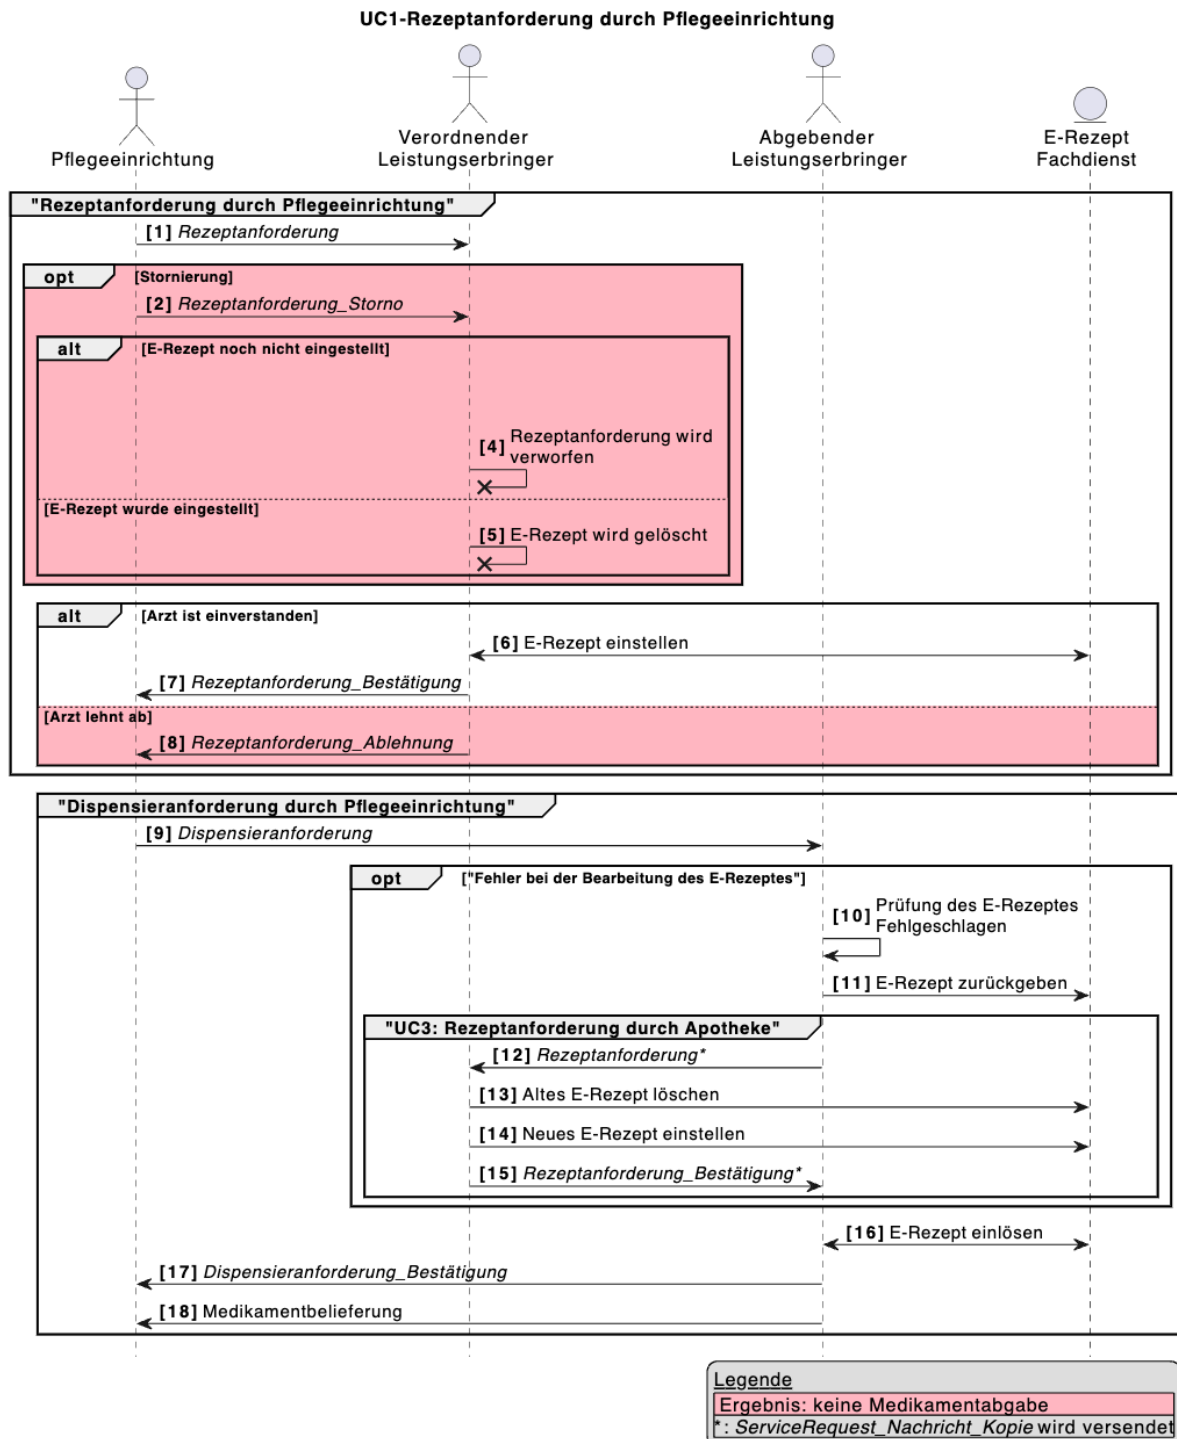 UC1-Rezeptanforderung durch Pflegeeinrichtung
Pflegeeinrichtung
Verordnender
Leistungserbringer
Abgebender
Leistungserbringer
E-Rezept
Fachdienst
"Rezeptanforderung durch Pflegeeinrichtung"
[1] Rezeptanforderung
opt [Stornierung]
[2] Rezeptanforderung_Storno
alt [E-Rezept noch nicht eingestellt]
[4] Rezeptanforderung wird
verworfen
[E-Rezept wurde eingestellt]
[5] E-Rezept wird gelöscht
alt [Arzt ist einverstanden]
[6] E-Rezept einstellen
[7] Rezeptanforderung_Bestätigung
[Arzt lehnt ab]
[8] Rezeptanforderung_Ablehnung
"Dispensieranforderung durch Pflegeeinrichtung"
[9] Dispensieranforderung
opt ["Fehler bei der Bearbeitung des E-Rezeptes"]
[10] Prüfung des E-Rezeptes
Fehlgeschlagen
[11] E-Rezept zurückgeben
"UC3: Rezeptanforderung durch Apotheke"
[12] Rezeptanforderung*
[13] Altes E-Rezept löschen
[14] Neues E-Rezept einstellen
[15] Rezeptanforderung_Bestätigung*
[16] E-Rezept einlösen
[17] Dispensieranforderung_Bestätigung
[18] Medikamentbelieferung
Legende
Ergebnis: keine Medikamentabgabe
*: ServiceRequest_Nachricht_Kopie wird versendet